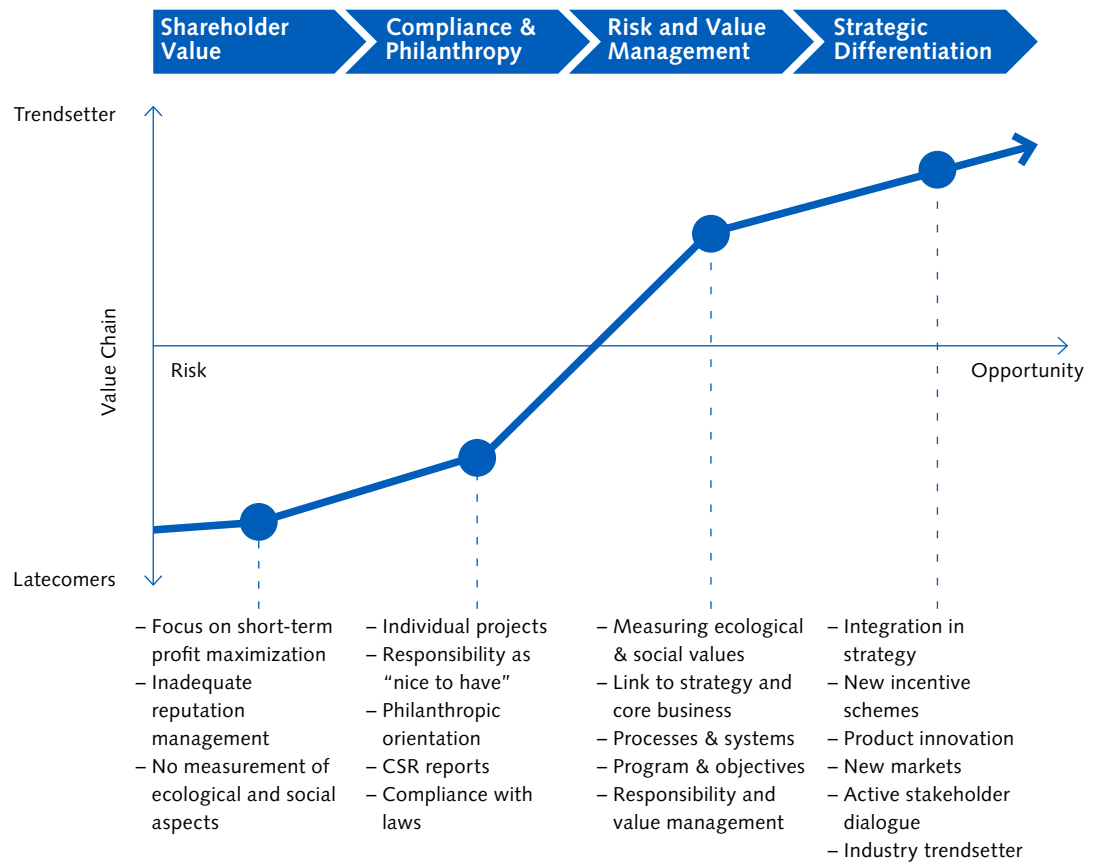 Shareholder
Value
Compliance &
Philanthropy
Risk and Value
Management
Strategic
Differentiation
Trendsetter
Value Chain
Risk
Opportunity
Latecomers
– Focus on short-term
profit maximization
– Inadequate
reputation
management
– No measurement of
ecological and social
aspects
– Individual projects
– Responsibility as
“nice to have”
– Philanthropic
orientation
– CSR reports
– Compliance with
laws
– Measuring ecological
& social values
– Link to strategy and
core business
– Processes & systems
– Program & objectives
– Responsibility and
value management
– Integration in
strategy
– New incentive
schemes
– Product innovation
– New markets
– Active stakeholder
dialogue
– Industry trendsetter